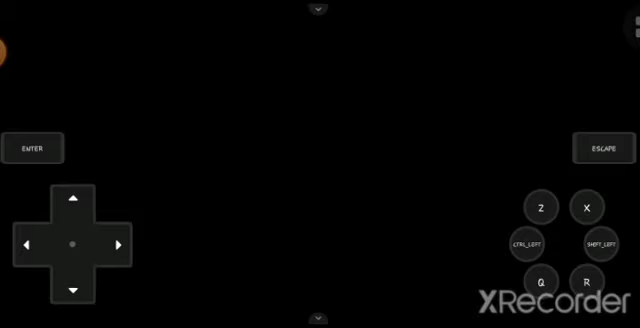 ENTER
ESCAPE
Z X
CTRL_LEFT SHIFT_LEFT
Q R
XRecorder